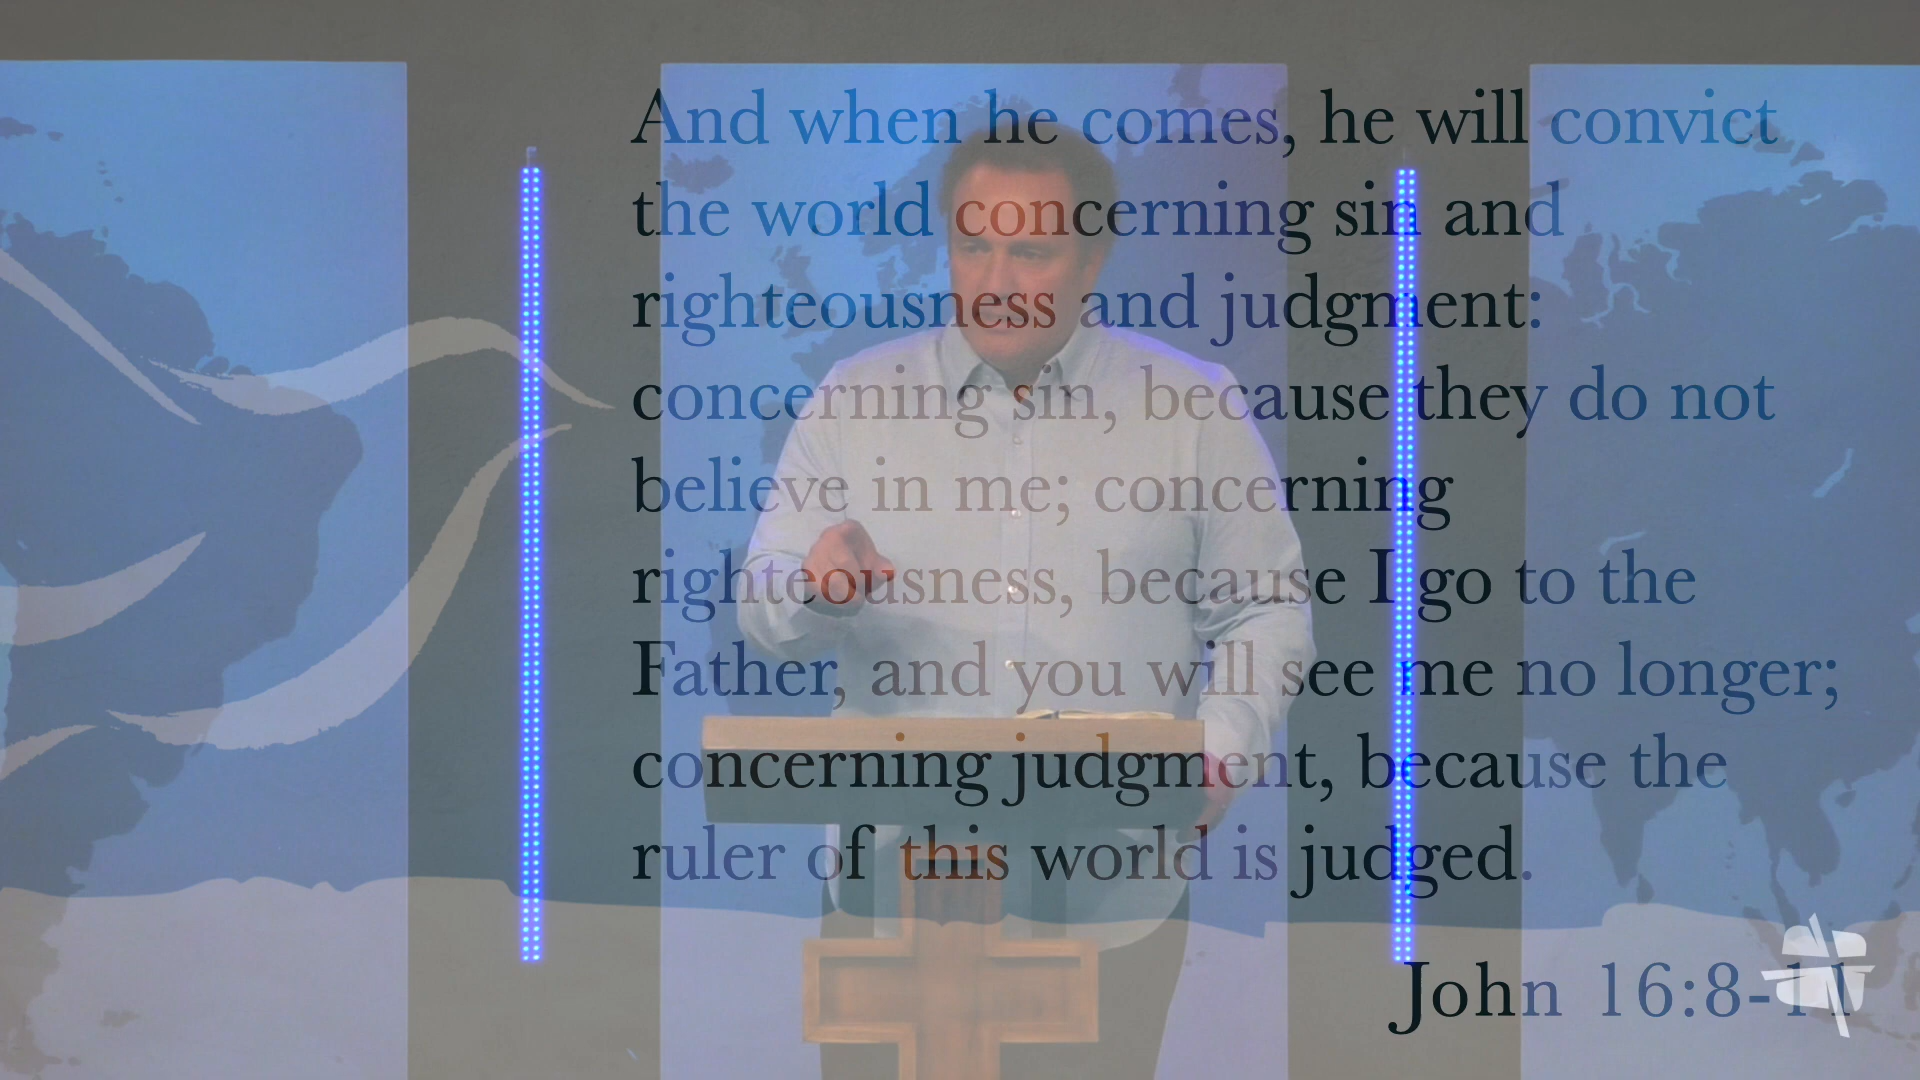 And when he comes, he will convict
the world concerning sin and
righteousness and judgment:
concerning sin, because they do not
believe in me; concerning
righteousness, because I go to the
Father, and you will see me no longer;
concerning judgment, because the
ruler of this world is judged.
John 16:8-11